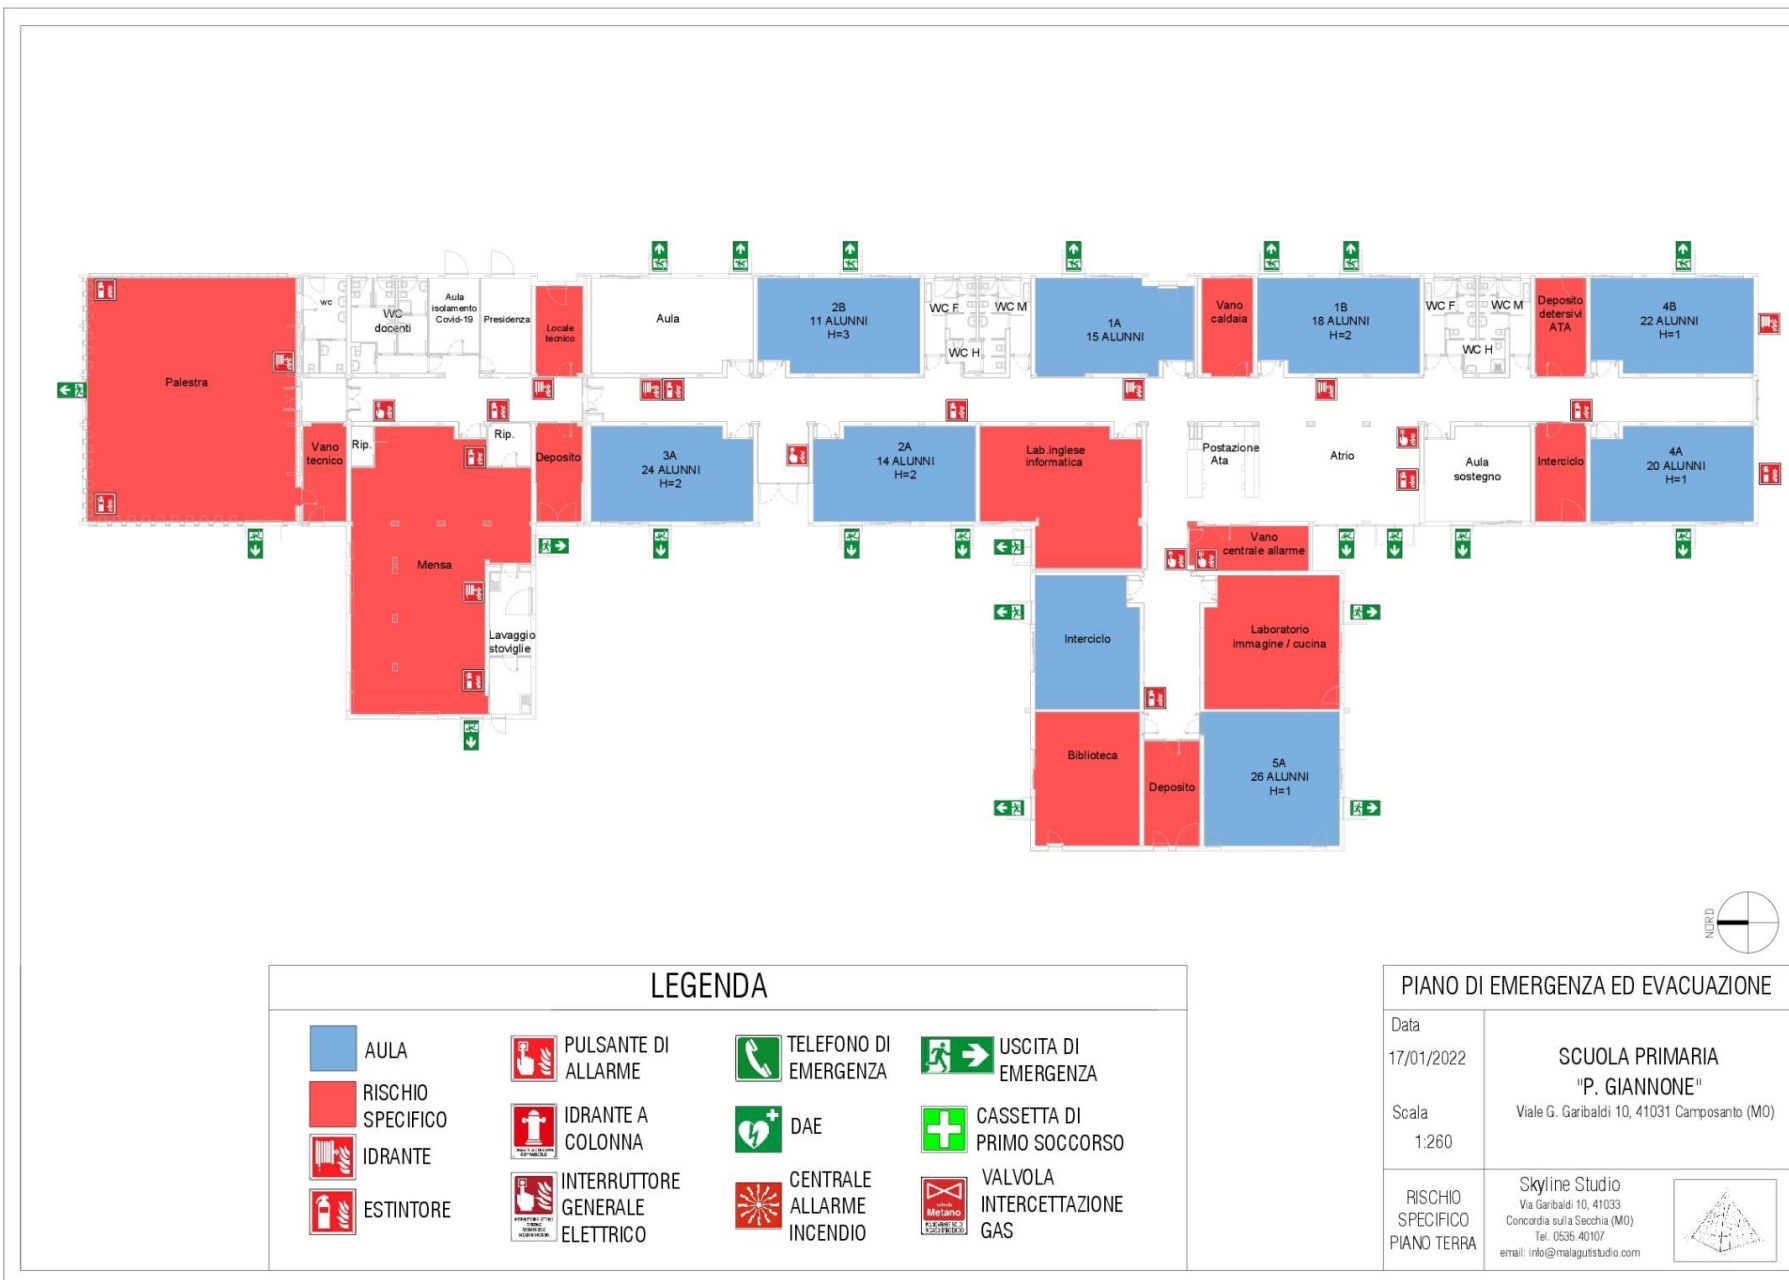 wc
WC
docenti
Aula
isolamento
Covid-19
Presidenza
Locale
tecnico
Aula
2B
11 ALUNNI
H=3
WC F
WC M
WC H
1A
15 ALUNNI
Vano
caldaia
1B
18 ALUNNI
H=2
WC F
WC M
WC H
Deposito
detersivi
ATA
4B
22 ALUNNI
H=1
Palestra
Vano
tecnico
Rip.
Rip.
Deposito
3A
24 ALUNNI
H=2
2A
14 ALUNNI
H=2
Lab.inglese
informatica
Postazione
Ata
Atrio
Aula
sostegno
Interciclo
4A
20 ALUNNI
H=1
Mensa
Vano
centrale allarme
Lavaggio
stoviglie
Interciclo
Laboratorio
immagine / cucina
Biblioteca
Deposito
5A
26 ALUNNI
H=1
NORD
LEGENDA
AULA
RISCHIO
SPECIFICO
IDRANTE
ESTINTORE
PULSANTE DI
ALLARME
IDRANTE A
COLONNA
INTERRUTTORE
GENERALE
ELETTRICO
TELEFONO DI
EMERGENZA
DAE
CENTRALE
ALLARME
INCENDIO
USCITA DI
EMERGENZA
CASSETTA DI
PRIMO SOCCORSO
Metano
VALVOLA
INTERCETTAZIONE
GAS
PIANO DI EMERGENZA ED EVACUAZIONE
Data
17/01/2022
Scala
1:260
SCUOLA PRIMARIA
"P. GIANNONE"
Viale G. Garibaldi 10, 41031 Camposanto (MO)
RISCHIO
SPECIFICO
PIANO TERRA
Skyline Studio
Via Garibaldi 10, 41033
Concordia sulla Secchia (MO)
Tel. 0535.40107
email: info@malagutistudio.com